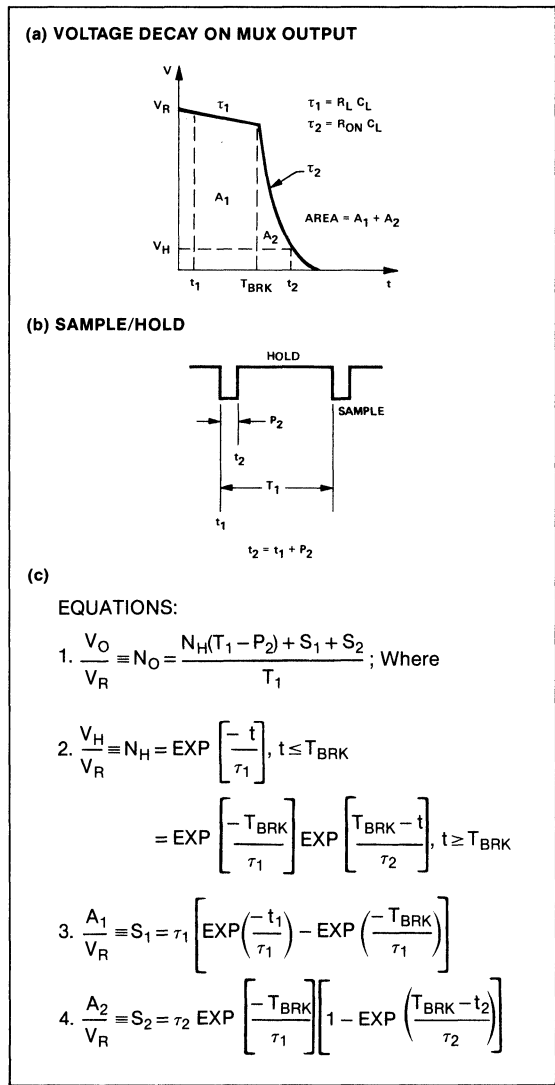 (a) VOLTAGE DECAY ON MUX OUTPUT
V
V_R
τ_1
τ_1 = R_L C_L
τ_2 = R_ON C_L
τ_2
A_1
A_2
AREA = A_1 + A_2
V_H
t_1
T_BRK
t_2
t
(b) SAMPLE/HOLD
HOLD
SAMPLE
P_2
t_2
T_1
t_1
t_2 = t_1 + P_2
(c)
EQUATIONS:
1. V_O/V_R ≡ N_O = (N_H(T_1 − P_2) + S_1 + S_2)/T_1 ; Where
2. V_H/V_R ≡ N_H = EXP [−t/τ_1], t ≤ T_BRK
= EXP [−T_BRK/τ_1] EXP [(T_BRK − t)/τ_2], t ≥ T_BRK
3. A_1/V_R ≡ S_1 = τ_1 [EXP(−t_1/τ_1) − EXP (−T_BRK/τ_1)]
4. A_2/V_R ≡ S_2 = τ_2 EXP [−T_BRK/τ_1] [1 − EXP ((T_BRK − t_2)/τ_2)]